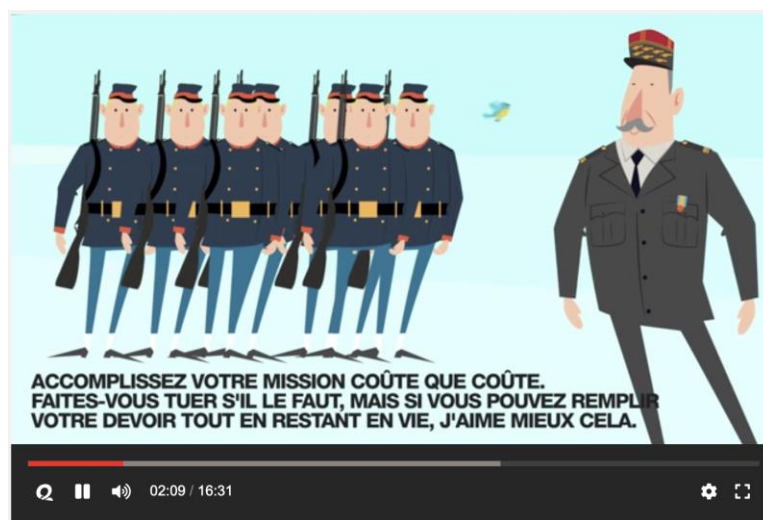 ACCOMPLISSEZ VOTRE MISSION COÛTE QUE COÛTE.
FAITES-VOUS TUER S'IL LE FAUT, MAIS SI VOUS POUVEZ REMPLIR
VOTRE DEVOIR TOUT EN RESTANT EN VIE, J'AIME MIEUX CELA.
02:09 / 16:31